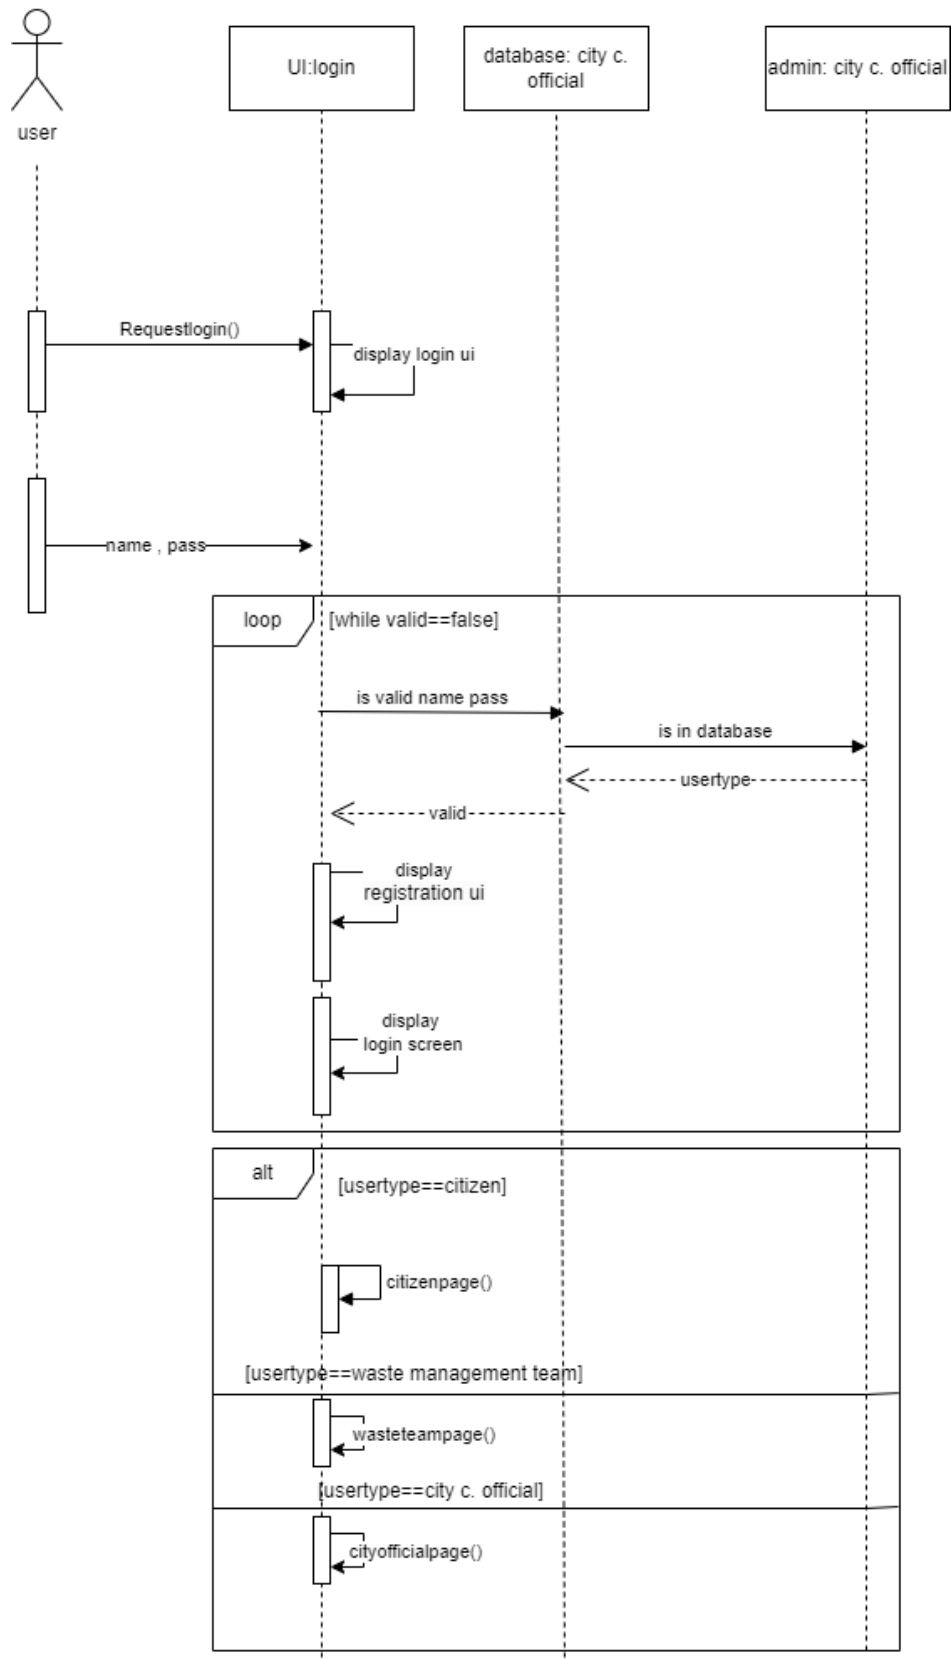 user
UI:login
database: city c.
official
admin: city c. official
Requestlogin()
display login ui
name , pass
loop
[while valid==false]
is valid name pass
is in database
usertype
valid
display
registration ui
display
login screen
alt
[usertype==citizen]
citizenpage()
[usertype==waste management team]
wasteteampage()
[usertype==city c. official]
cityofficialpage()